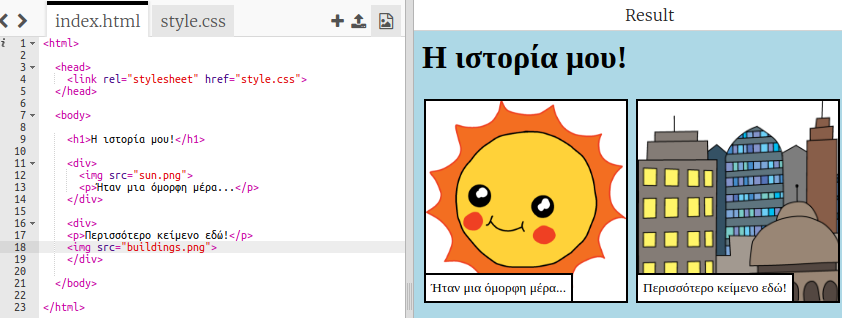 index.html style.css
Result
1 <html>
2
3 <head>
4 <link rel="stylesheet" href="style.css">
5 </head>
6
7 <body>
8
9 <h1>Η ιστορία μου!</h1>
10
11 <div>
12 <img src="sun.png">
13 <p>Ήταν μια όμορφη μέρα...</p>
14 </div>
15
16 <div>
17 <p>Περισσότερο κείμενο εδώ!</p>
18 <img src="buildings.png">
19 </div>
20
21 </body>
22
23 </html>
Η ιστορία μου!
Ήταν μια όμορφη μέρα...
Περισσότερο κείμενο εδώ!